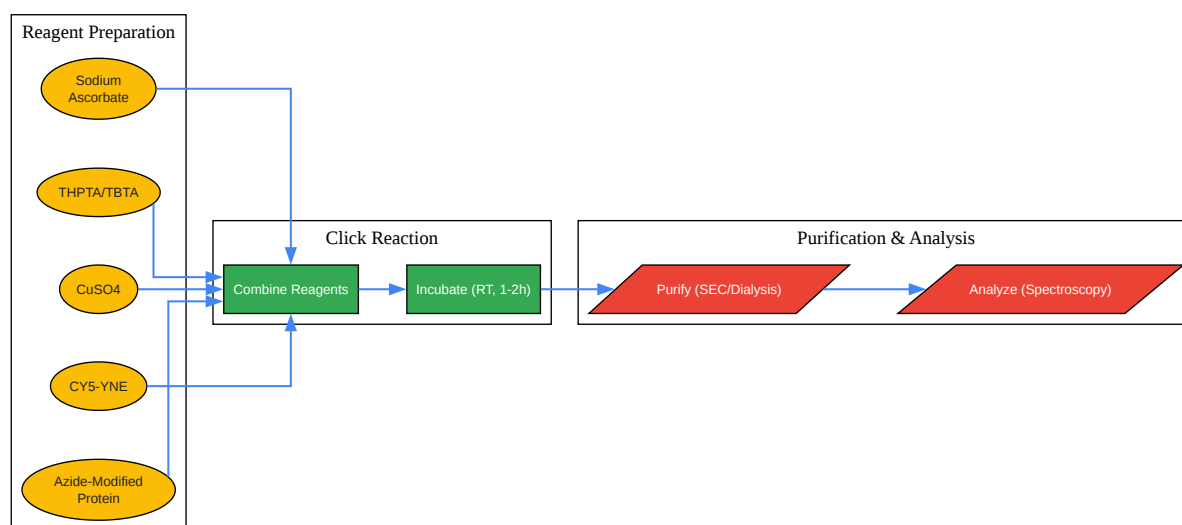 Reagent Preparation
Sodium
Ascorbate
THPTA/TBTA
CuSO4
CY5-YNE
Azide-Modified
Protein
Click Reaction
Combine Reagents
Incubate (RT, 1-2h)
Purification & Analysis
Purify (SEC/Dialysis)
Analyze (Spectroscopy)